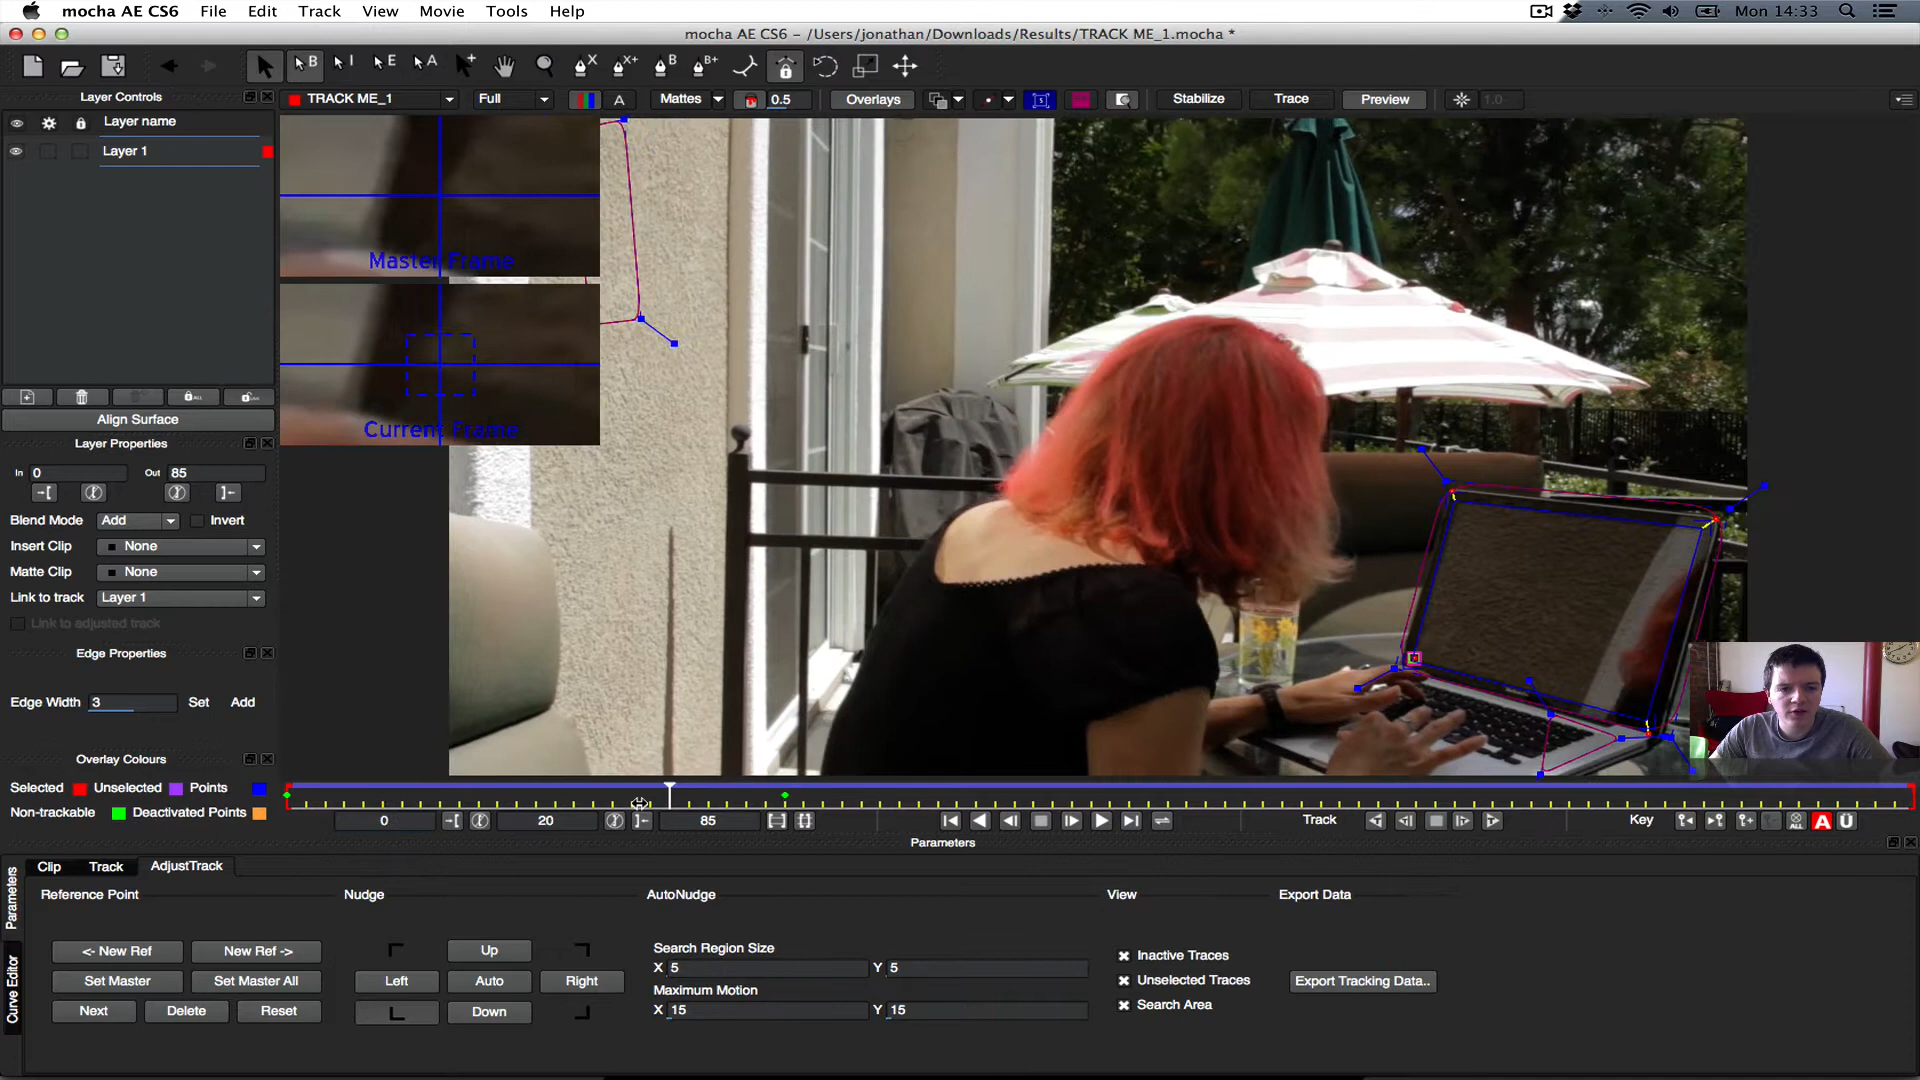 mocha AE CS6 File Edit Track View Movie Tools Help Mon 14:33
mocha AE CS6 – /Users/jonathan/Downloads/Results/TRACK ME_1.mocha *
B I E A X X+ B B+
Layer Controls TRACK ME_1 Full A Mattes 0.5 Overlays Stabilize Trace Preview 1.0
Layer name
Layer 1
Master Frame
Current Frame
Align Surface
Layer Properties
In 0 Out 85
Blend Mode Add Invert
Insert Clip None
Matte Clip None
Link to track Layer 1
Link to adjusted track
Edge Properties
Edge Width 3 Set Add
Overlay Colours
Selected Unselected Points
Non-trackable Deactivated Points
0 20 85 Track Key ALL A Ü
Parameters
Clip Track AdjustTrack
Parameters
Curve Editor
Reference Point Nudge AutoNudge View Export Data
<- New Ref New Ref -> Up Search Region Size Inactive Traces
Set Master Set Master All Left Auto Right X 5 Y 5 Unselected Traces Export Tracking Data..
Maximum Motion Search Area
Next Delete Reset Down X 15 Y 15